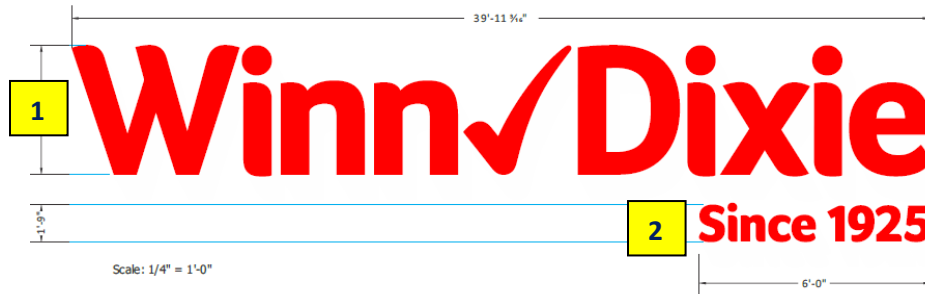 39'-11 5⁄16"
1
Winn✓Dixie
1'-9"
2
Since 1925
Scale: 1/4" = 1'-0"
6'-0"